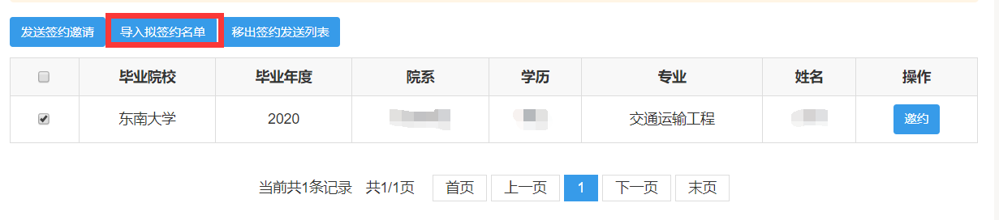 发送签约邀请 导入拟签约名单 移出签约发送列表
毕业院校 毕业年度 院系 学历 专业 姓名 操作
东南大学 2020 交通运输工程 邀约
当前共1条记录 共1/1页 首页 上一页 1 下一页 末页